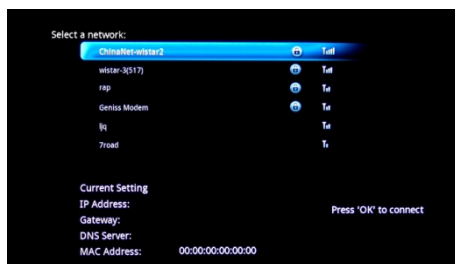 Select a network:
ChinaNet-wistar2
wistar-3(517)
rap
Geniss Modem
ljq
7road
Current Setting
IP Address:
Press 'OK' to connect
Gateway:
DNS Server:
MAC Address: 00:00:00:00:00:00